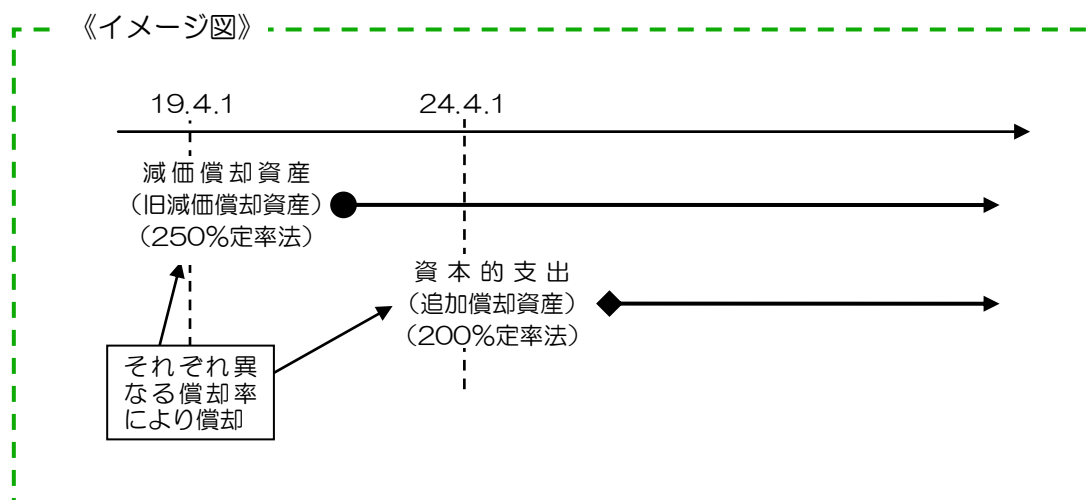 《イメージ図》
19.4.1
24.4.1
減価償却資産
（旧減価償却資産）
（250%定率法）
資本的支出
（追加償却資産）
（200%定率法）
それぞれ異
なる償却率
により償却